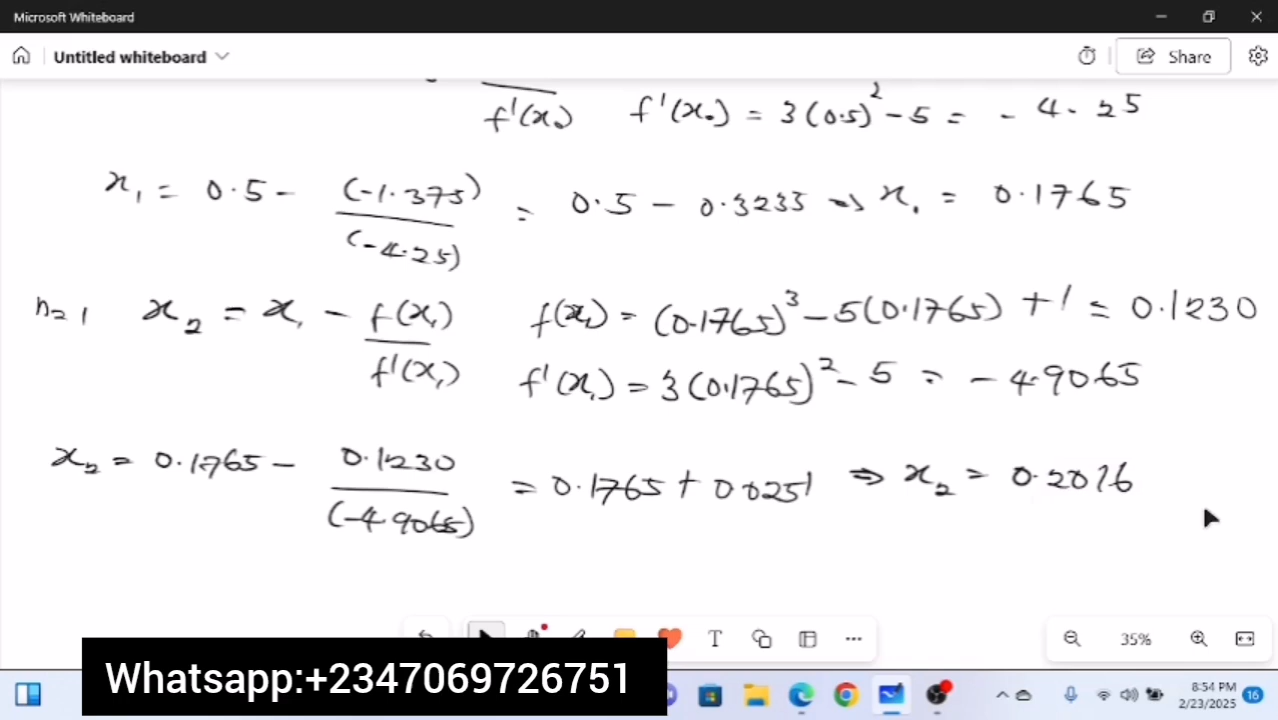 Microsoft Whiteboard
Untitled whiteboard
Share
f'(x₀) f'(x₀) = 3(0.5)² - 5 = - 4.25
x₁ = 0.5 - (-1.375) / (-4.25) = 0.5 - 0.3235 ⇒ x₁ = 0.1765
n=1 x₂ = x₁ - f(x₁) / f'(x₁) f(x₁) = (0.1765)³ - 5(0.1765) + 1 = 0.1230
f'(x₁) = 3(0.1765)² - 5 = - 4.9065
x₂ = 0.1765 - 0.1230 / (-4.9065) = 0.1765 + 0.0251 ⇒ x₂ = 0.2016
T
35%
Whatsapp:+2347069726751
8:54 PM
2/23/2025
16